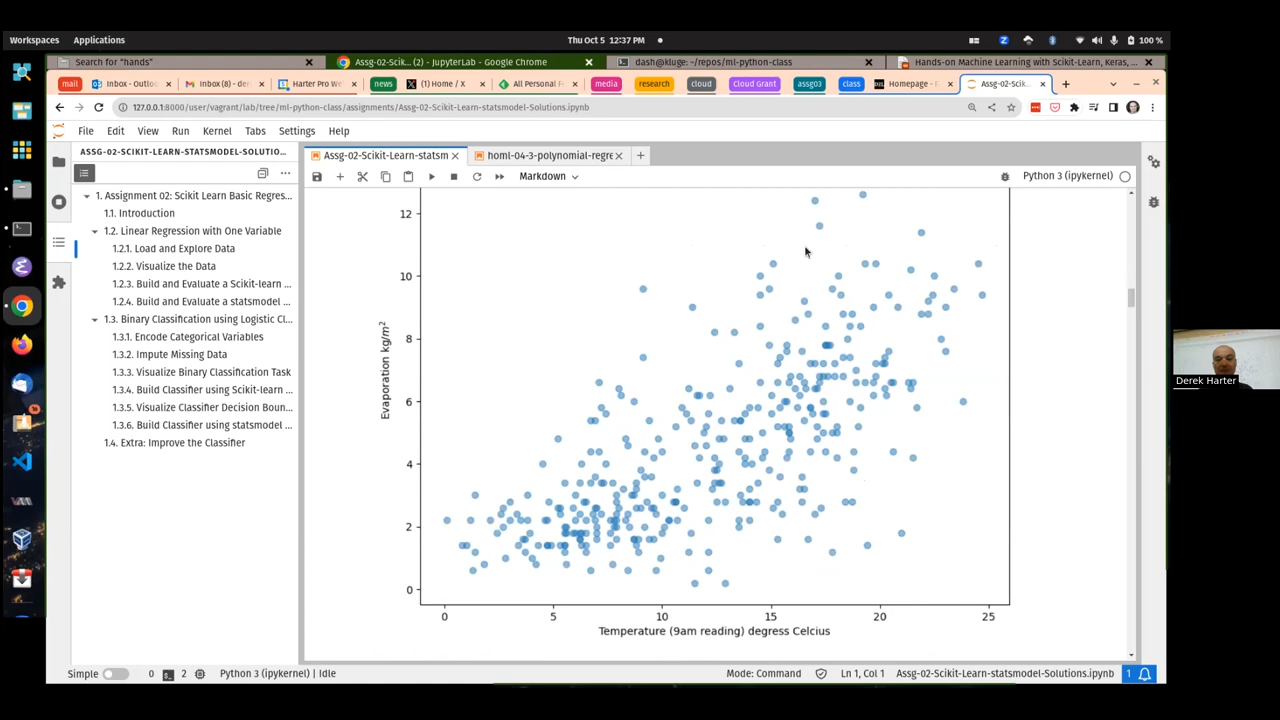 Workspaces Applications Thu Oct 5 12:37 PM 100 %
Search for "hands" Assg-02-Scik... (2) - JupyterLab - Google Chrome dash@kluge: ~/repos/ml-python-class Hands-on Machine Learning with Scikit-Learn, Keras, ...
mail Inbox - Outloo Inbox (8) - der Harter Pro We news (1) Home / X All Personal F media research cloud Cloud Grant assg03 class Homepage - Assg-02-Scik
127.0.0.1:8000/user/vagrant/lab/tree/ml-python-class/assignments/Assg-02-Scikit-Learn-statsmodel-Solutions.ipynb
File Edit View Run Kernel Tabs Settings Help
ASSG-02-SCIKIT-LEARN-STATSMODEL-SOLUTIO...
Assg-02-Scikit-Learn-statsm homl-04-3-polynomial-regre
Markdown Python 3 (ipykernel)
1. Assignment 02: Scikit Learn Basic Regres...
1.1. Introduction
1.2. Linear Regression with One Variable
1.2.1. Load and Explore Data
1.2.2. Visualize the Data
1.2.3. Build and Evaluate a Scikit-learn ...
1.2.4. Build and Evaluate a statsmodel ...
1.3. Binary Classification using Logistic Cl...
1.3.1. Encode Categorical Variables
1.3.2. Impute Missing Data
1.3.3. Visualize Binary Classification Task
1.3.4. Build Classifier using Scikit-learn ...
1.3.5. Visualize Classifier Decision Boun...
1.3.6. Build Classifier using statsmodel ...
1.4. Extra: Improve the Classifier
12
10
8
6
4
2
0
Evaporation kg/m²
0 5 10 15 20 25
Temperature (9am reading) degress Celcius
Derek Harter
Simple 0 2 Python 3 (ipykernel) | Idle Mode: Command Ln 1, Col 1 Assg-02-Scikit-Learn-statsmodel-Solutions.ipynb 1